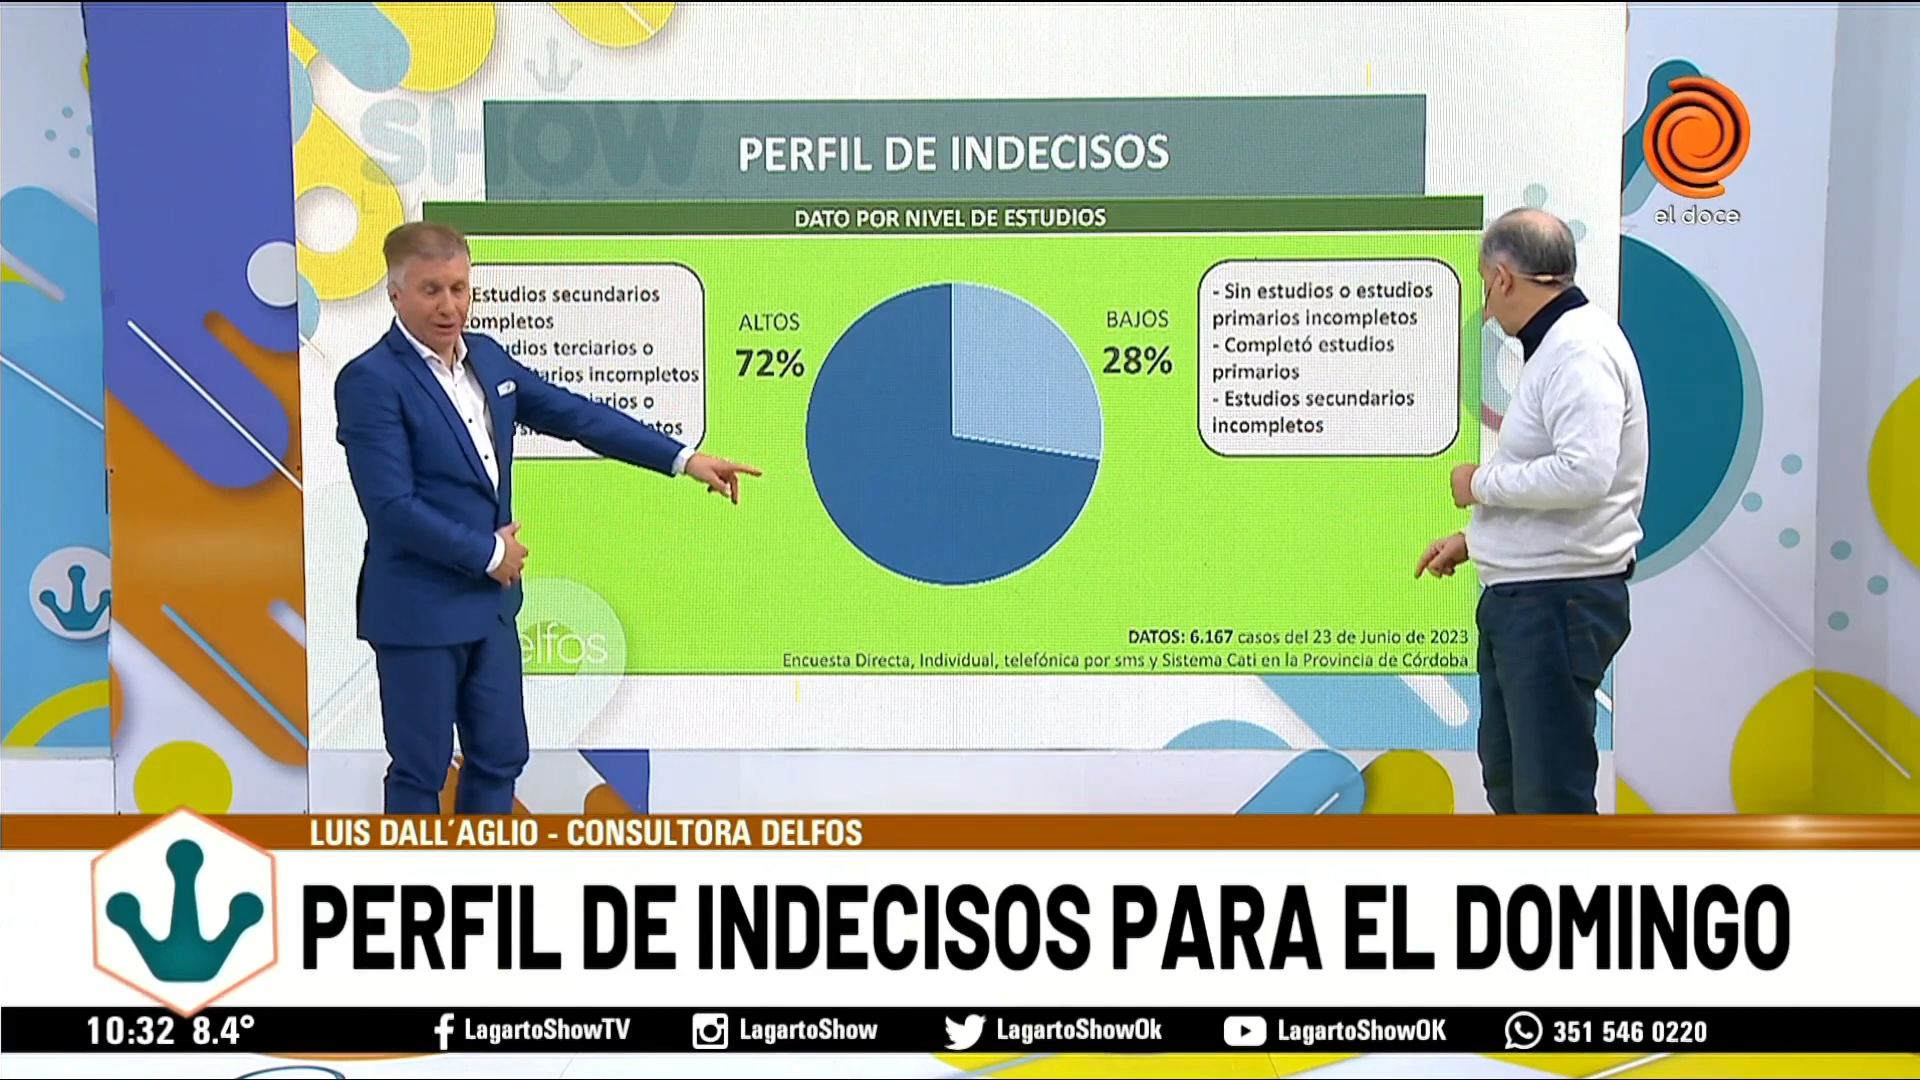 SHOW
PERFIL DE INDECISOS
el doce
DATO POR NIVEL DE ESTUDIOS
Estudios secundarios
completos
ALTOS
72%
BAJOS
28%
- Sin estudios o estudios
primarios incompletos
- Completó estudios
primarios
- Estudios secundarios
incompletos
incompletos
DATOS: 6.167 casos del 23 de Junio de 2023
Encuesta Directa, Individual, telefónica por sms y Sistema Cati en la Provincia de Córdoba
LUIS DALL´AGLIO - CONSULTORA DELFOS
PERFIL DE INDECISOS PARA EL DOMINGO
10:32 8.4° LagartoShowTV LagartoShow LagartoShowOk LagartoShowOK 351 546 0220